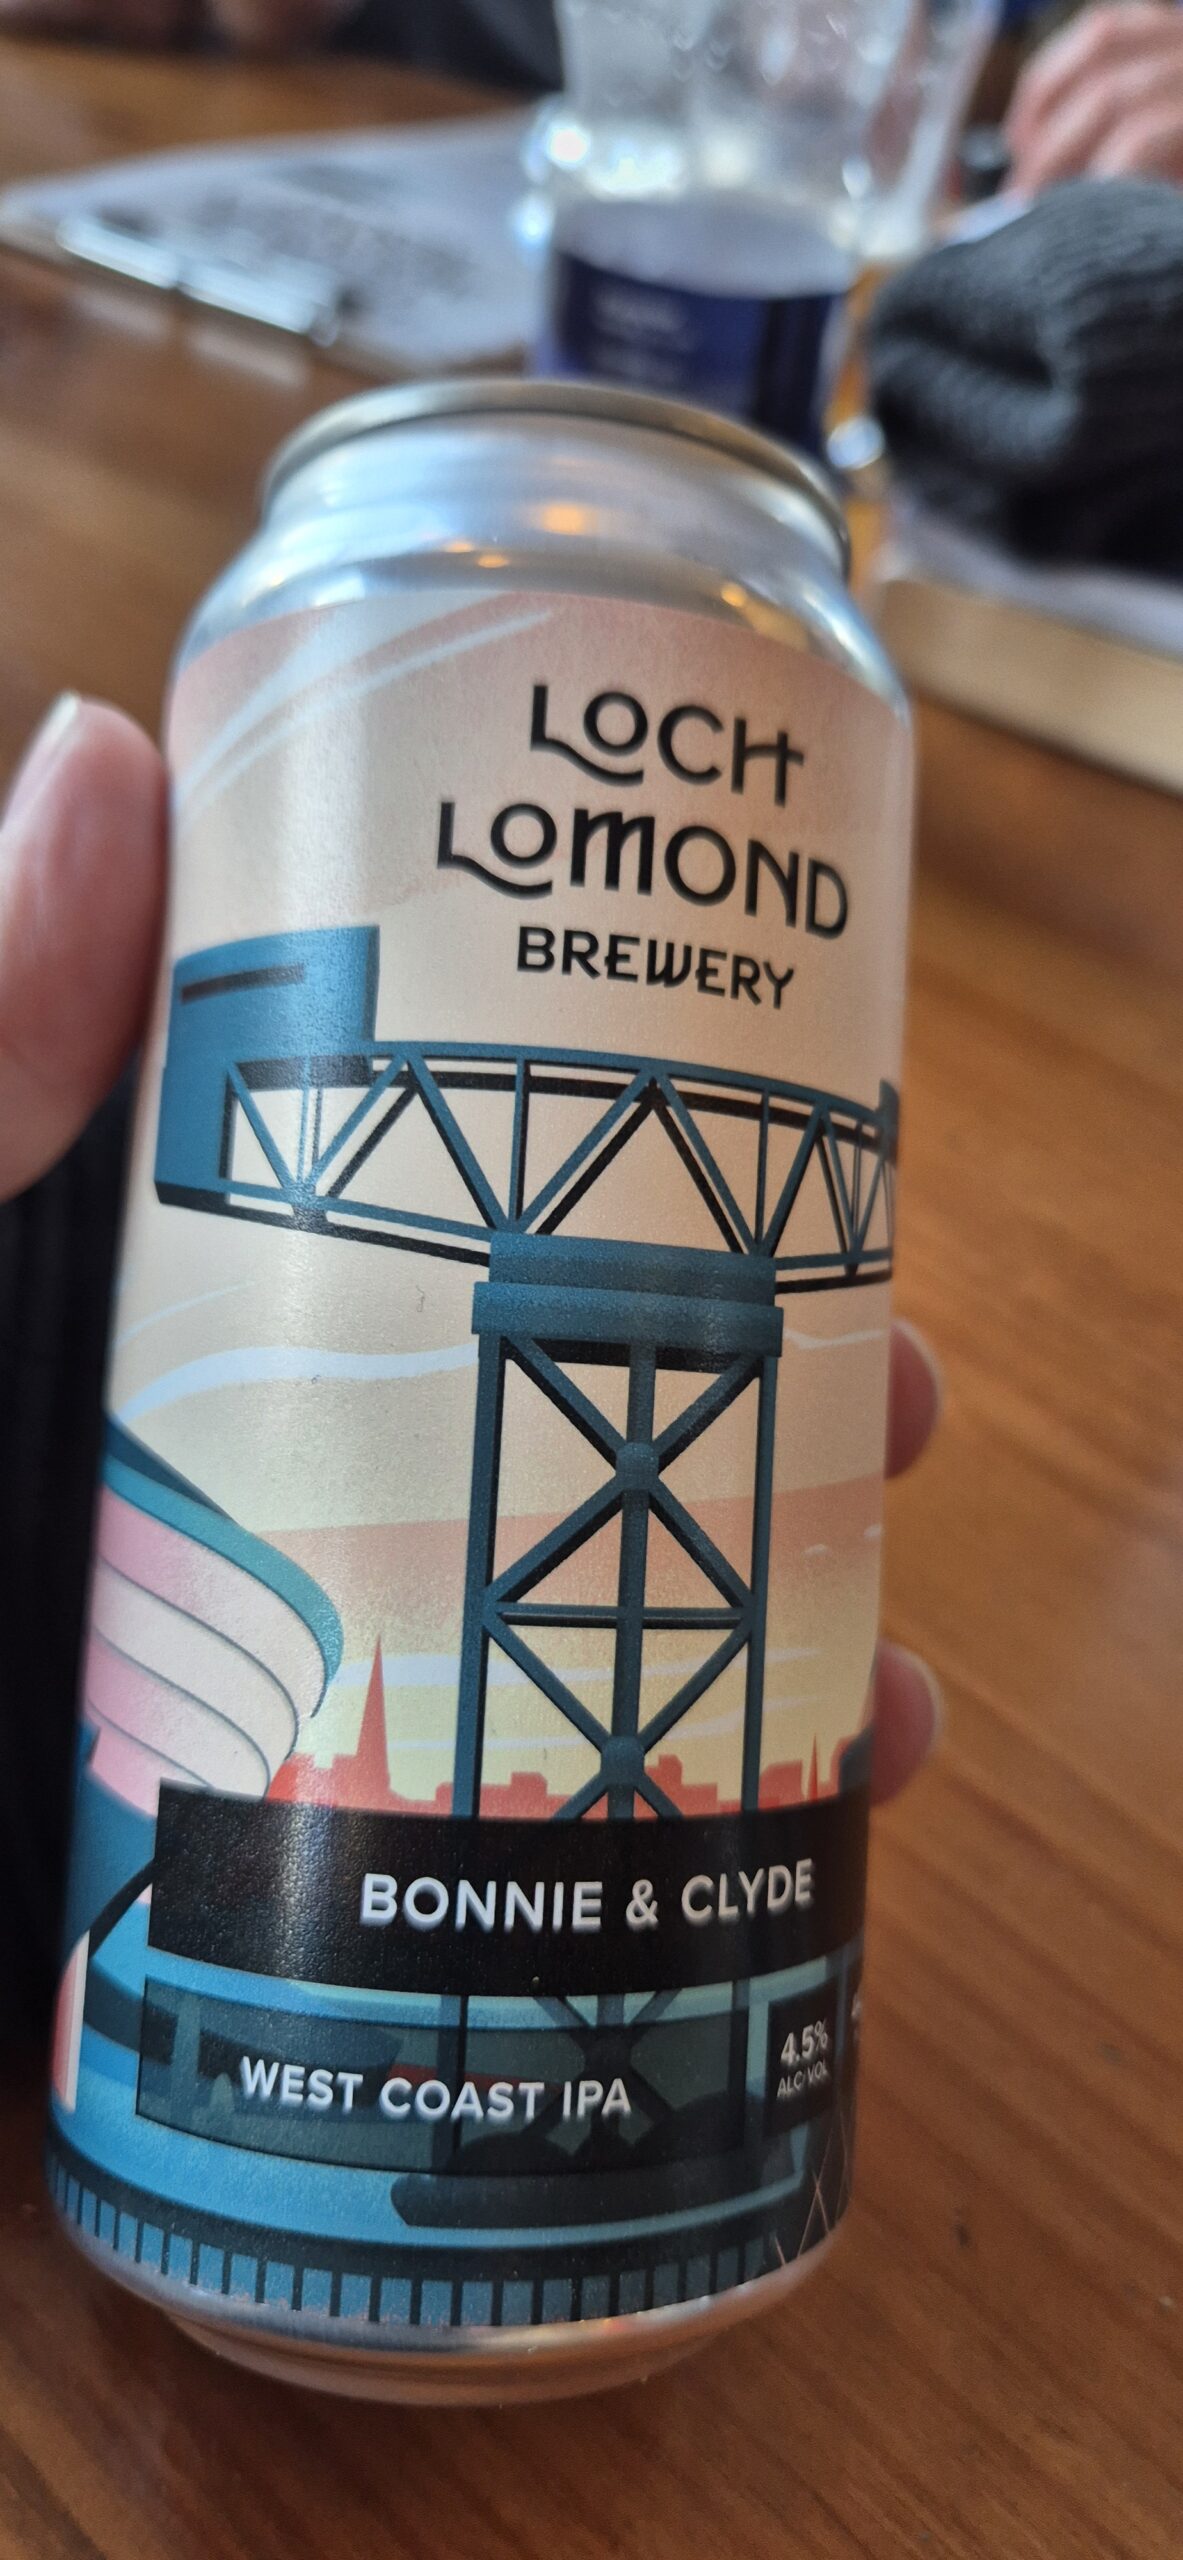 LOCH
LOMOND
BREWERY
BONNIE & CLYDE
WEST COAST IPA
4.5%
ALC/VOL